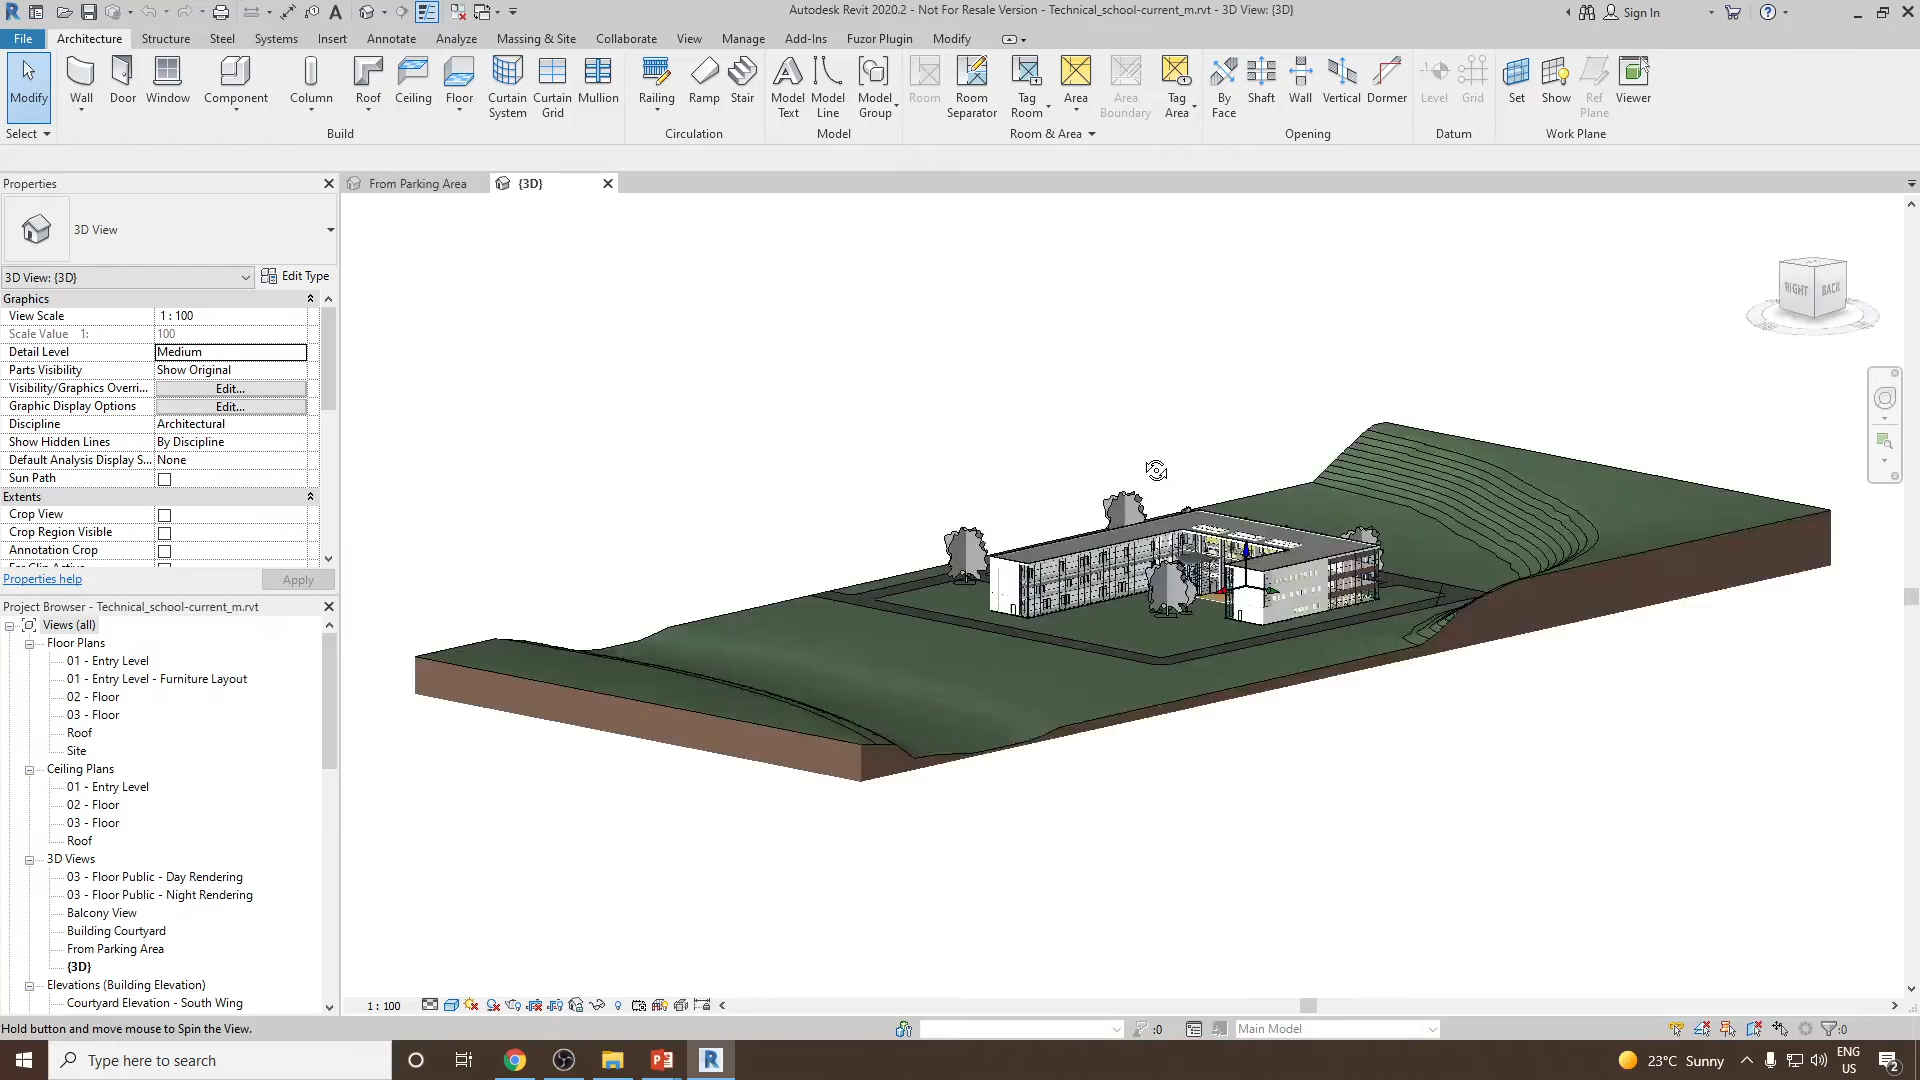 Autodesk Revit 2020.2 - Not For Resale Version - Technical_school-current_m.rvt - 3D View: {3D}
Sign In
File Architecture Structure Steel Systems Insert Annotate Analyze Massing & Site Collaborate View Manage Add-Ins Fuzor Plugin Modify
Modify Wall Door Window Component Column Roof Ceiling Floor Curtain System Curtain Grid Mullion Railing Ramp Stair Model Text Model Line Model Group Room Room Separator Tag Room Area Area Boundary Tag Area By Face Shaft Wall Vertical Dormer Level Grid Set Show Ref Plane Viewer
Select Build Circulation Model Room & Area Opening Datum Work Plane
Properties
From Parking Area {3D}
3D View
3D View: {3D} Edit Type
Graphics
View Scale 1 : 100
Scale Value 1: 100
Detail Level Medium
Parts Visibility Show Original
Visibility/Graphics Overri... Edit...
Graphic Display Options Edit...
Discipline Architectural
Show Hidden Lines By Discipline
Default Analysis Display S... None
Sun Path
Extents
Crop View
Crop Region Visible
Annotation Crop
Properties help Apply
RIGHT BACK
Project Browser - Technical_school-current_m.rvt
Views (all)
Floor Plans
01 - Entry Level
01 - Entry Level - Furniture Layout
02 - Floor
03 - Floor
Roof
Site
Ceiling Plans
01 - Entry Level
02 - Floor
03 - Floor
Roof
3D Views
03 - Floor Public - Day Rendering
03 - Floor Public - Night Rendering
Balcony View
Building Courtyard
From Parking Area
{3D}
Elevations (Building Elevation)
Courtyard Elevation - South Wing
1 : 100
Hold button and move mouse to Spin the View.
:0 Main Model :0
Type here to search
23°C Sunny
ENG
US
2